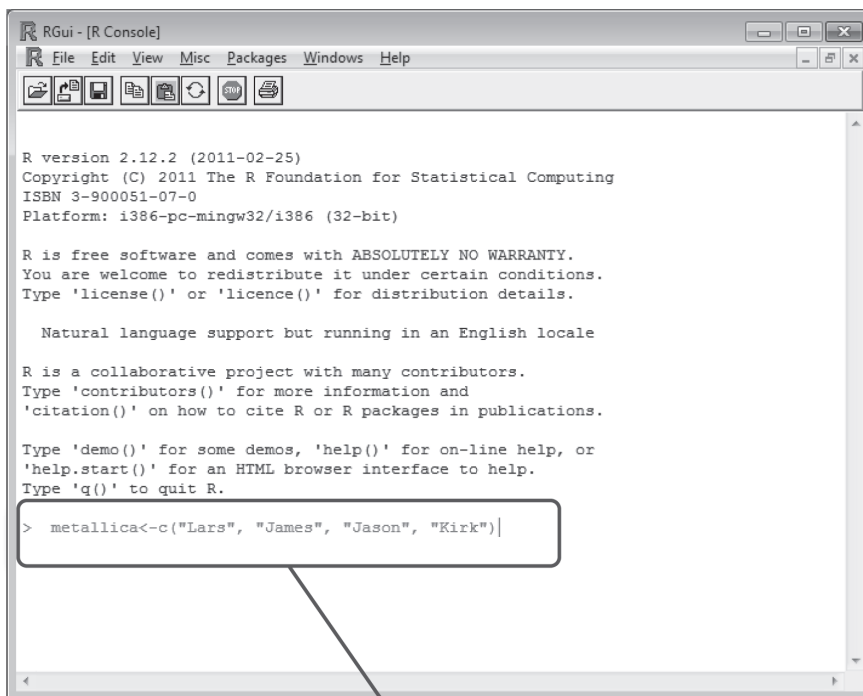 RGui - [R Console]
File Edit View Misc Packages Windows Help
STOP
R version 2.12.2 (2011-02-25)
Copyright (C) 2011 The R Foundation for Statistical Computing
ISBN 3-900051-07-0
Platform: i386-pc-mingw32/i386 (32-bit)
R is free software and comes with ABSOLUTELY NO WARRANTY.
You are welcome to redistribute it under certain conditions.
Type 'license()' or 'licence()' for distribution details.
Natural language support but running in an English locale
R is a collaborative project with many contributors.
Type 'contributors()' for more information and
'citation()' on how to cite R or R packages in publications.
Type 'demo()' for some demos, 'help()' for on-line help, or
'help.start()' for an HTML browser interface to help.
Type 'q()' to quit R.
> metallica<-c("Lars", "James", "Jason", "Kirk")